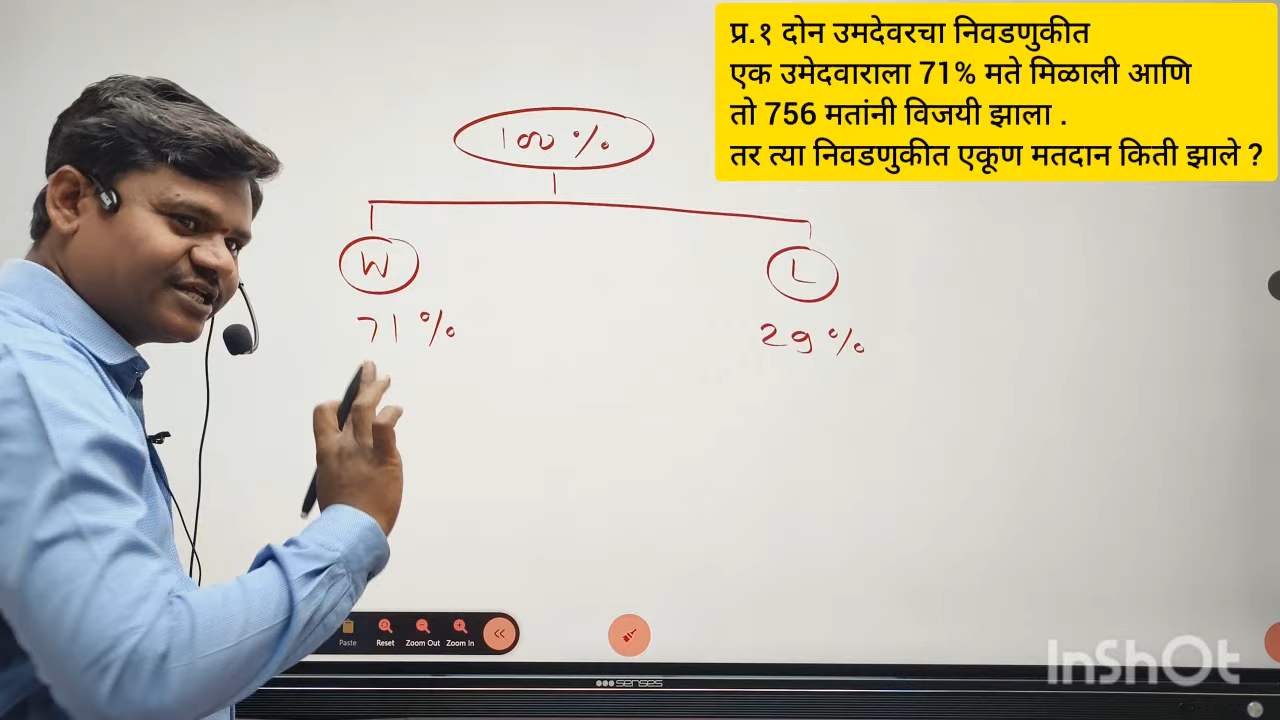 प्र.१ दोन उमदेवरचा निवडणुकीत
एक उमेदवाराला 71% मते मिळाली आणि
तो 756 मतांनी विजयी झाला .
तर त्या निवडणुकीत एकूण मतदान किती झाले ?
100 %
W
L
71 %
29 %
Paste
Reset
Zoom Out
Zoom In
senses
InShOt